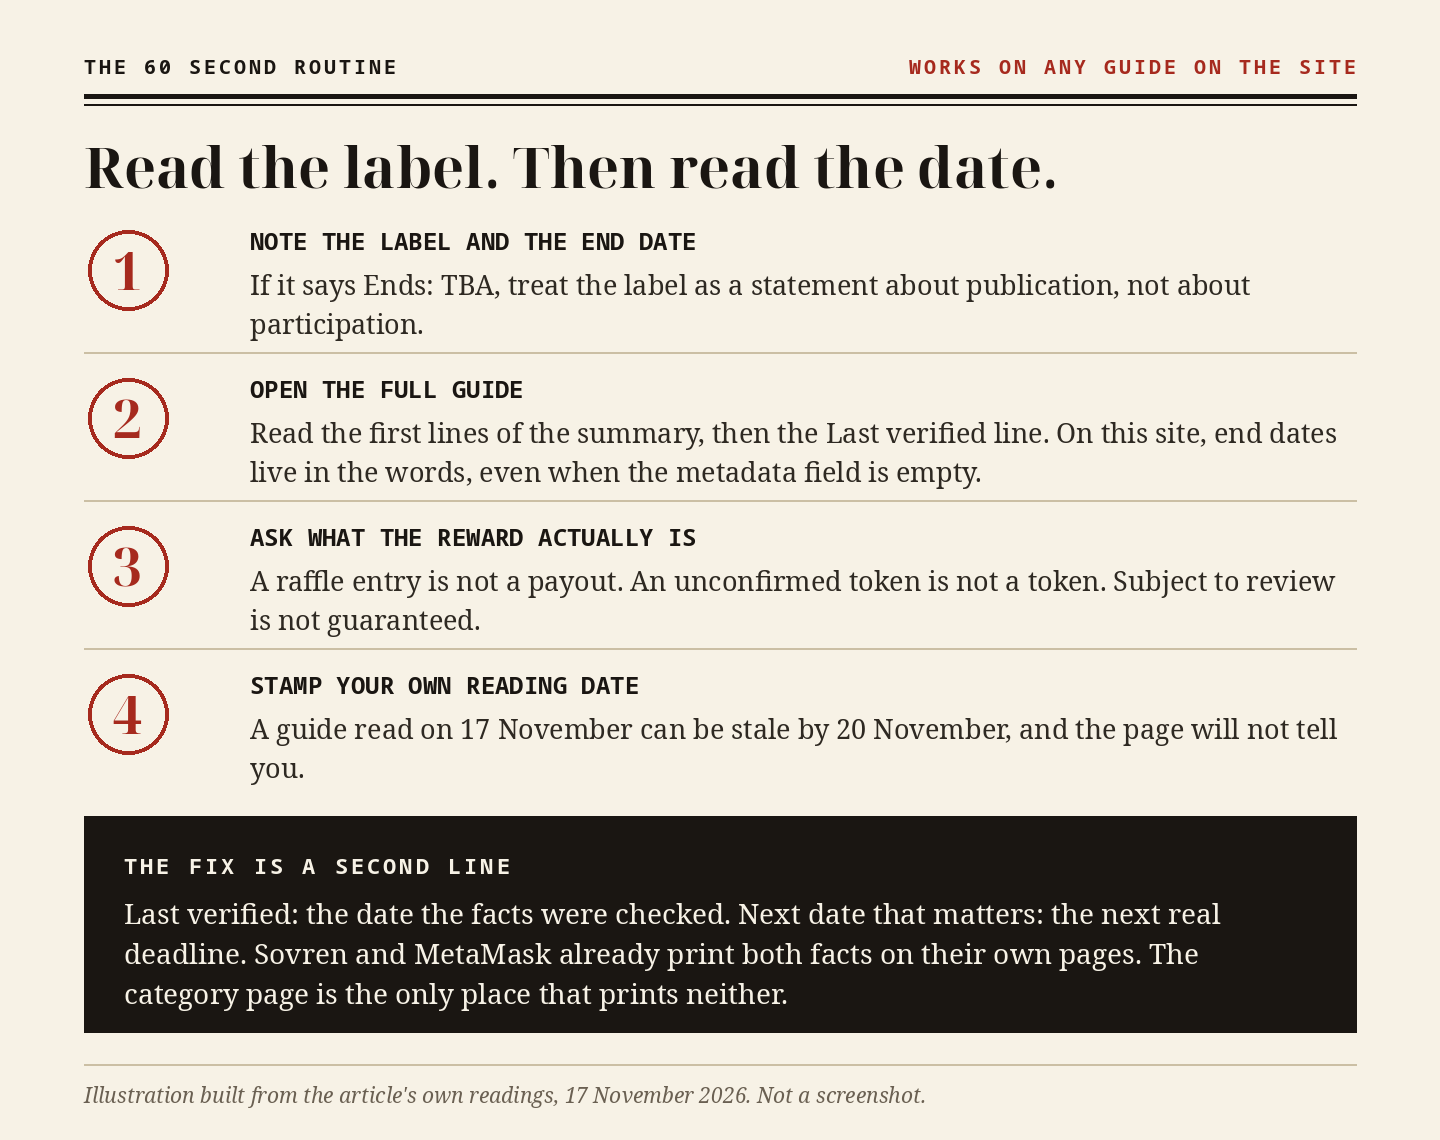 THE 60 SECOND ROUTINE
WORKS ON ANY GUIDE ON THE SITE
Read the label. Then read the date.
1
NOTE THE LABEL AND THE END DATE
If it says Ends: TBA, treat the label as a statement about publication, not about
participation.
2
OPEN THE FULL GUIDE
Read the first lines of the summary, then the Last verified line. On this site, end dates
live in the words, even when the metadata field is empty.
3
ASK WHAT THE REWARD ACTUALLY IS
A raffle entry is not a payout. An unconfirmed token is not a token. Subject to review
is not guaranteed.
4
STAMP YOUR OWN READING DATE
A guide read on 17 November can be stale by 20 November, and the page will not tell
you.
THE FIX IS A SECOND LINE
Last verified: the date the facts were checked. Next date that matters: the next real
deadline. Sovren and MetaMask already print both facts on their own pages. The
category page is the only place that prints neither.
Illustration built from the article's own readings, 17 November 2026. Not a screenshot.